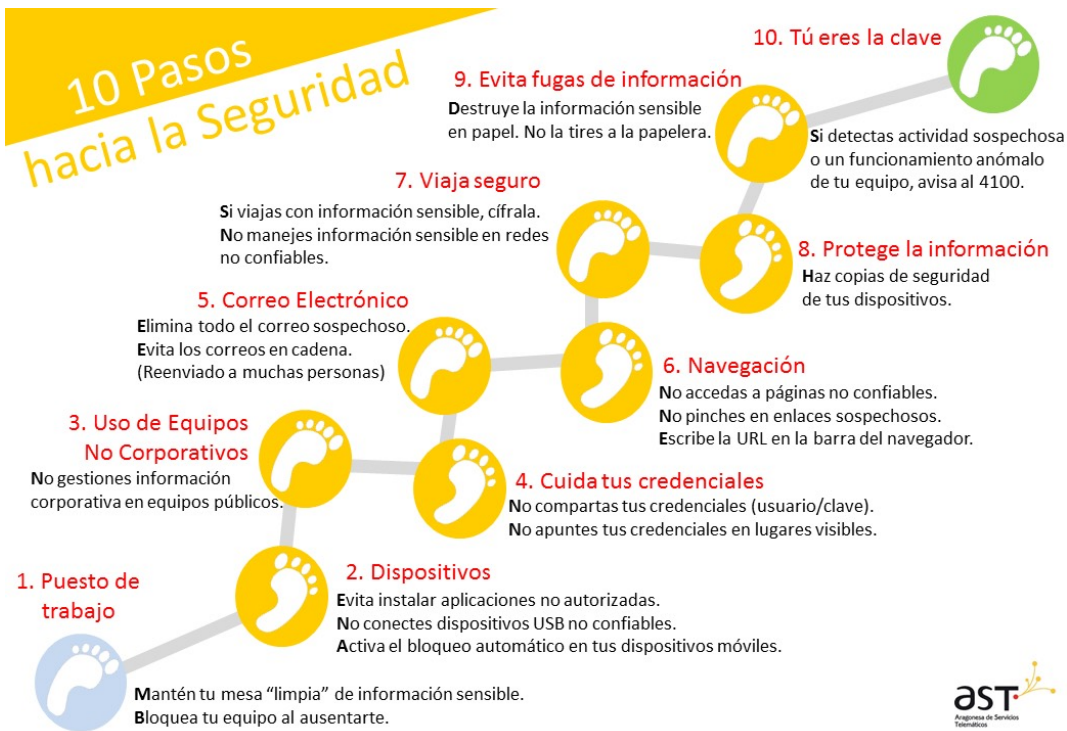 10 Pasos
hacia la Seguridad
10. Tú eres la clave
Si detectas actividad sospechosa
o un funcionamiento anómalo
de tu equipo, avisa al 4100.
9. Evita fugas de información
Destruye la información sensible
en papel. No la tires a la papelera.
8. Protege la información
Haz copias de seguridad
de tus dispositivos.
7. Viaja seguro
Si viajas con información sensible, cífrala.
No manejes información sensible en redes
no confiables.
6. Navegación
No accedas a páginas no confiables.
No pinches en enlaces sospechosos.
Escribe la URL en la barra del navegador.
5. Correo Electrónico
Elimina todo el correo sospechoso.
Evita los correos en cadena.
(Reenviado a muchas personas)
4. Cuida tus credenciales
No compartas tus credenciales (usuario/clave).
No apuntes tus credenciales en lugares visibles.
3. Uso de Equipos
No Corporativos
No gestiones información
corporativa en equipos públicos.
2. Dispositivos
Evita instalar aplicaciones no autorizadas.
No conectes dispositivos USB no confiables.
Activa el bloqueo automático en tus dispositivos móviles.
1. Puesto de
trabajo
Mantén tu mesa “limpia” de información sensible.
Bloquea tu equipo al ausentarte.
aST
Aragonesa de Servicios
Telemáticos